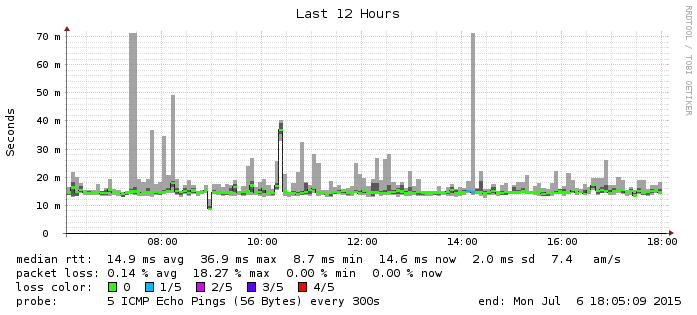 Last 12 Hours
RRDTOOL / TOBI OETIKER
Seconds
70 m
60 m
50 m
40 m
30 m
20 m
10 m
0
08:00 10:00 12:00 14:00 16:00 18:00
median rtt: 14.9 ms avg 36.9 ms max 8.7 ms min 14.6 ms now 2.0 ms sd 7.4 am/s
packet loss: 0.14 % avg 18.27 % max 0.00 % min 0.00 % now
loss color: 0 1/5 2/5 3/5 4/5
probe: 5 ICMP Echo Pings (56 Bytes) every 300s end: Mon Jul 6 18:05:09 2015